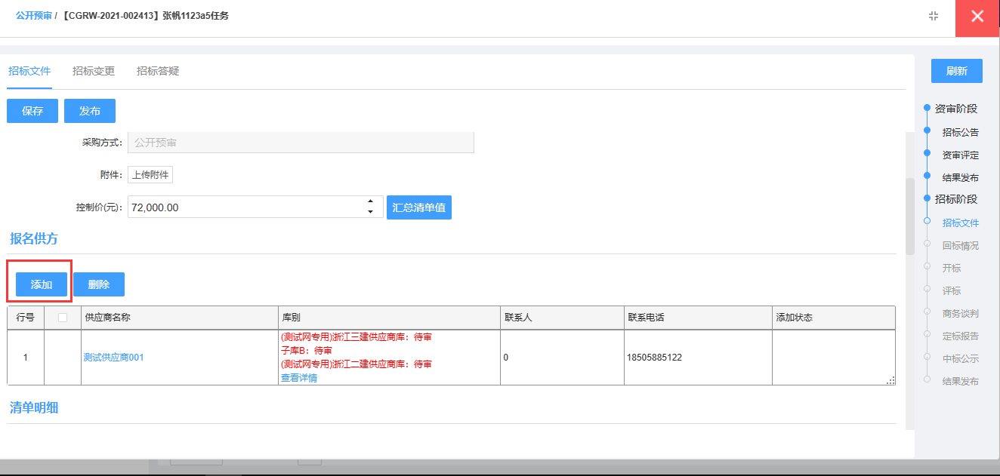 公开预审 / 【CGRW-2021-002413】张帆1123a5任务
招标文件 招标变更 招标答疑
保存 发布
采购方式: 公开预审
附件: 上传附件
控制价(元): 72,000.00 汇总清单值
报名供方
添加 删除
行号 供应商名称 库别 联系人 联系电话 添加状态
1 测试供应商001 (测试网专用)浙江三建供应商库：待审
子库B：待审
(测试网专用)浙江二建供应商库：待审
查看详情
0 18505885122
清单明细
刷新
资审阶段
招标公告
资审评定
结果发布
招标阶段
招标文件
回标情况
开标
评标
商务谈判
定标报告
中标公示
结果发布